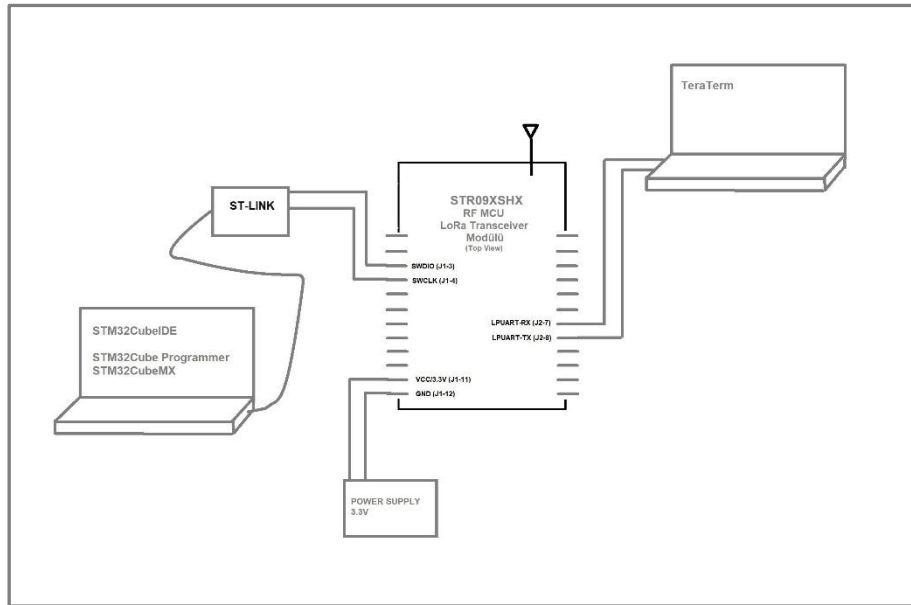 TeraTerm
STR09XSHX
RF MCU
LoRa Transceiver
Modülü
(Top View)
ST-LINK
SWDIO (J1-3)
SWCLK (J1-4)
LPUART-RX (J2-7)
LPUART-TX (J2-8)
STM32CubeIDE
STM32Cube Programmer
STM32CubeMX
VCC/3.3V (J1-11)
GND (J1-12)
POWER SUPPLY
3.3V